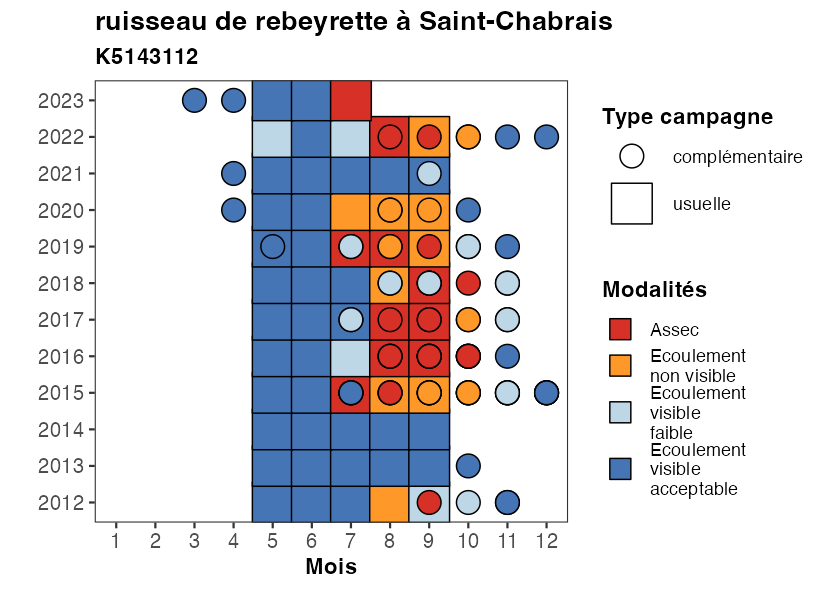 ruisseau de rebeyrette à Saint-Chabrais
K5143112
2023
2022
2021
2020
2019
2018
2017
2016
2015
2014
2013
2012
1 2 3 4 5 6 7 8 9 10 11 12
Mois
Type campagne
complémentaire
usuelle
Modalités
Assec
Ecoulement
non visible
Ecoulement
visible
faible
Ecoulement
visible
acceptable